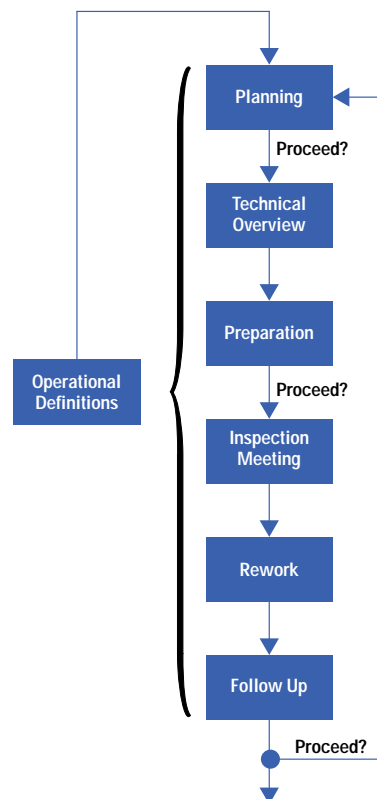 Planning
Proceed?
Technical
Overview
Preparation
Proceed?
Operational
Definitions
Inspection
Meeting
Rework
Follow Up
Proceed?